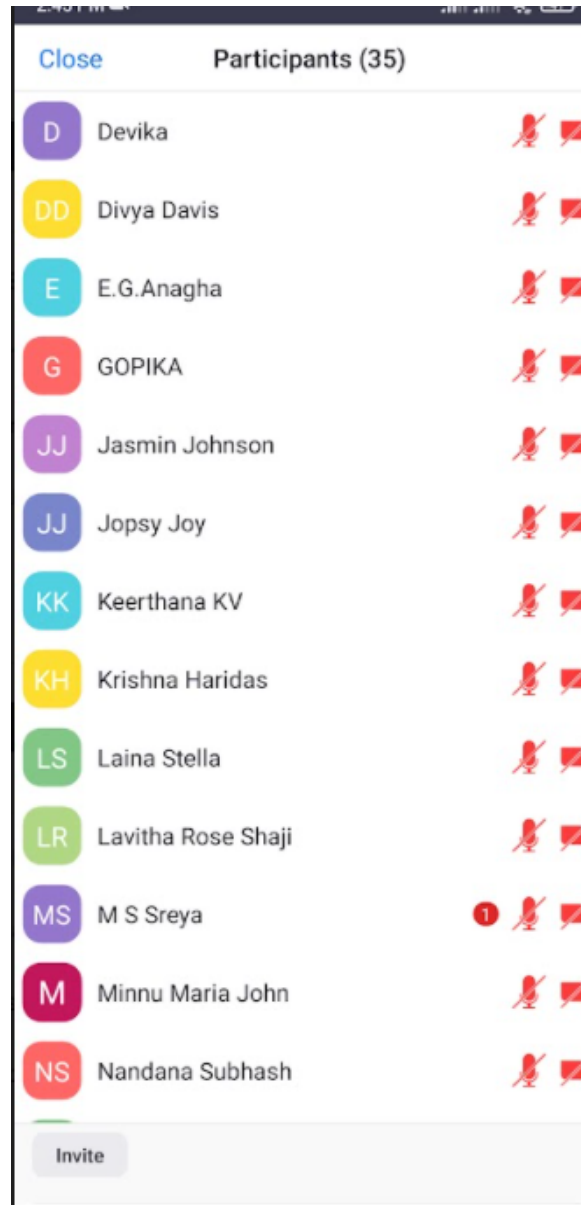 Close Participants (35)
D Devika
DD Divya Davis
E E.G.Anagha
G GOPIKA
JJ Jasmin Johnson
JJ Jopsy Joy
KK Keerthana KV
KH Krishna Haridas
LS Laina Stella
LR Lavitha Rose Shaji
MS M S Sreya 1
M Minnu Maria John
NS Nandana Subhash
Invite